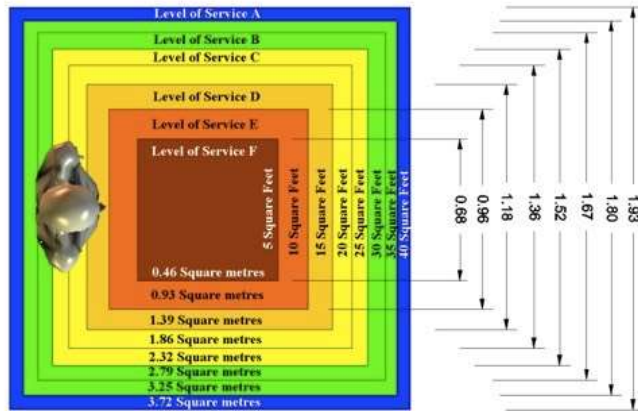 Level of Service A
Level of Service B
Level of Service C
Level of Service D
Level of Service E
Level of Service F
5 Square Feet
10 Square Feet
15 Square Feet
20 Square Feet
25 Square Feet
30 Square Feet
35 Square Feet
40 Square Feet
0.46 Square metres
0.93 Square metres
1.39 Square metres
1.86 Square metres
2.32 Square metres
2.79 Square metres
3.25 Square metres
3.72 Square metres
0.68
0.96
1.18
1.36
1.52
1.67
1.80
1.93